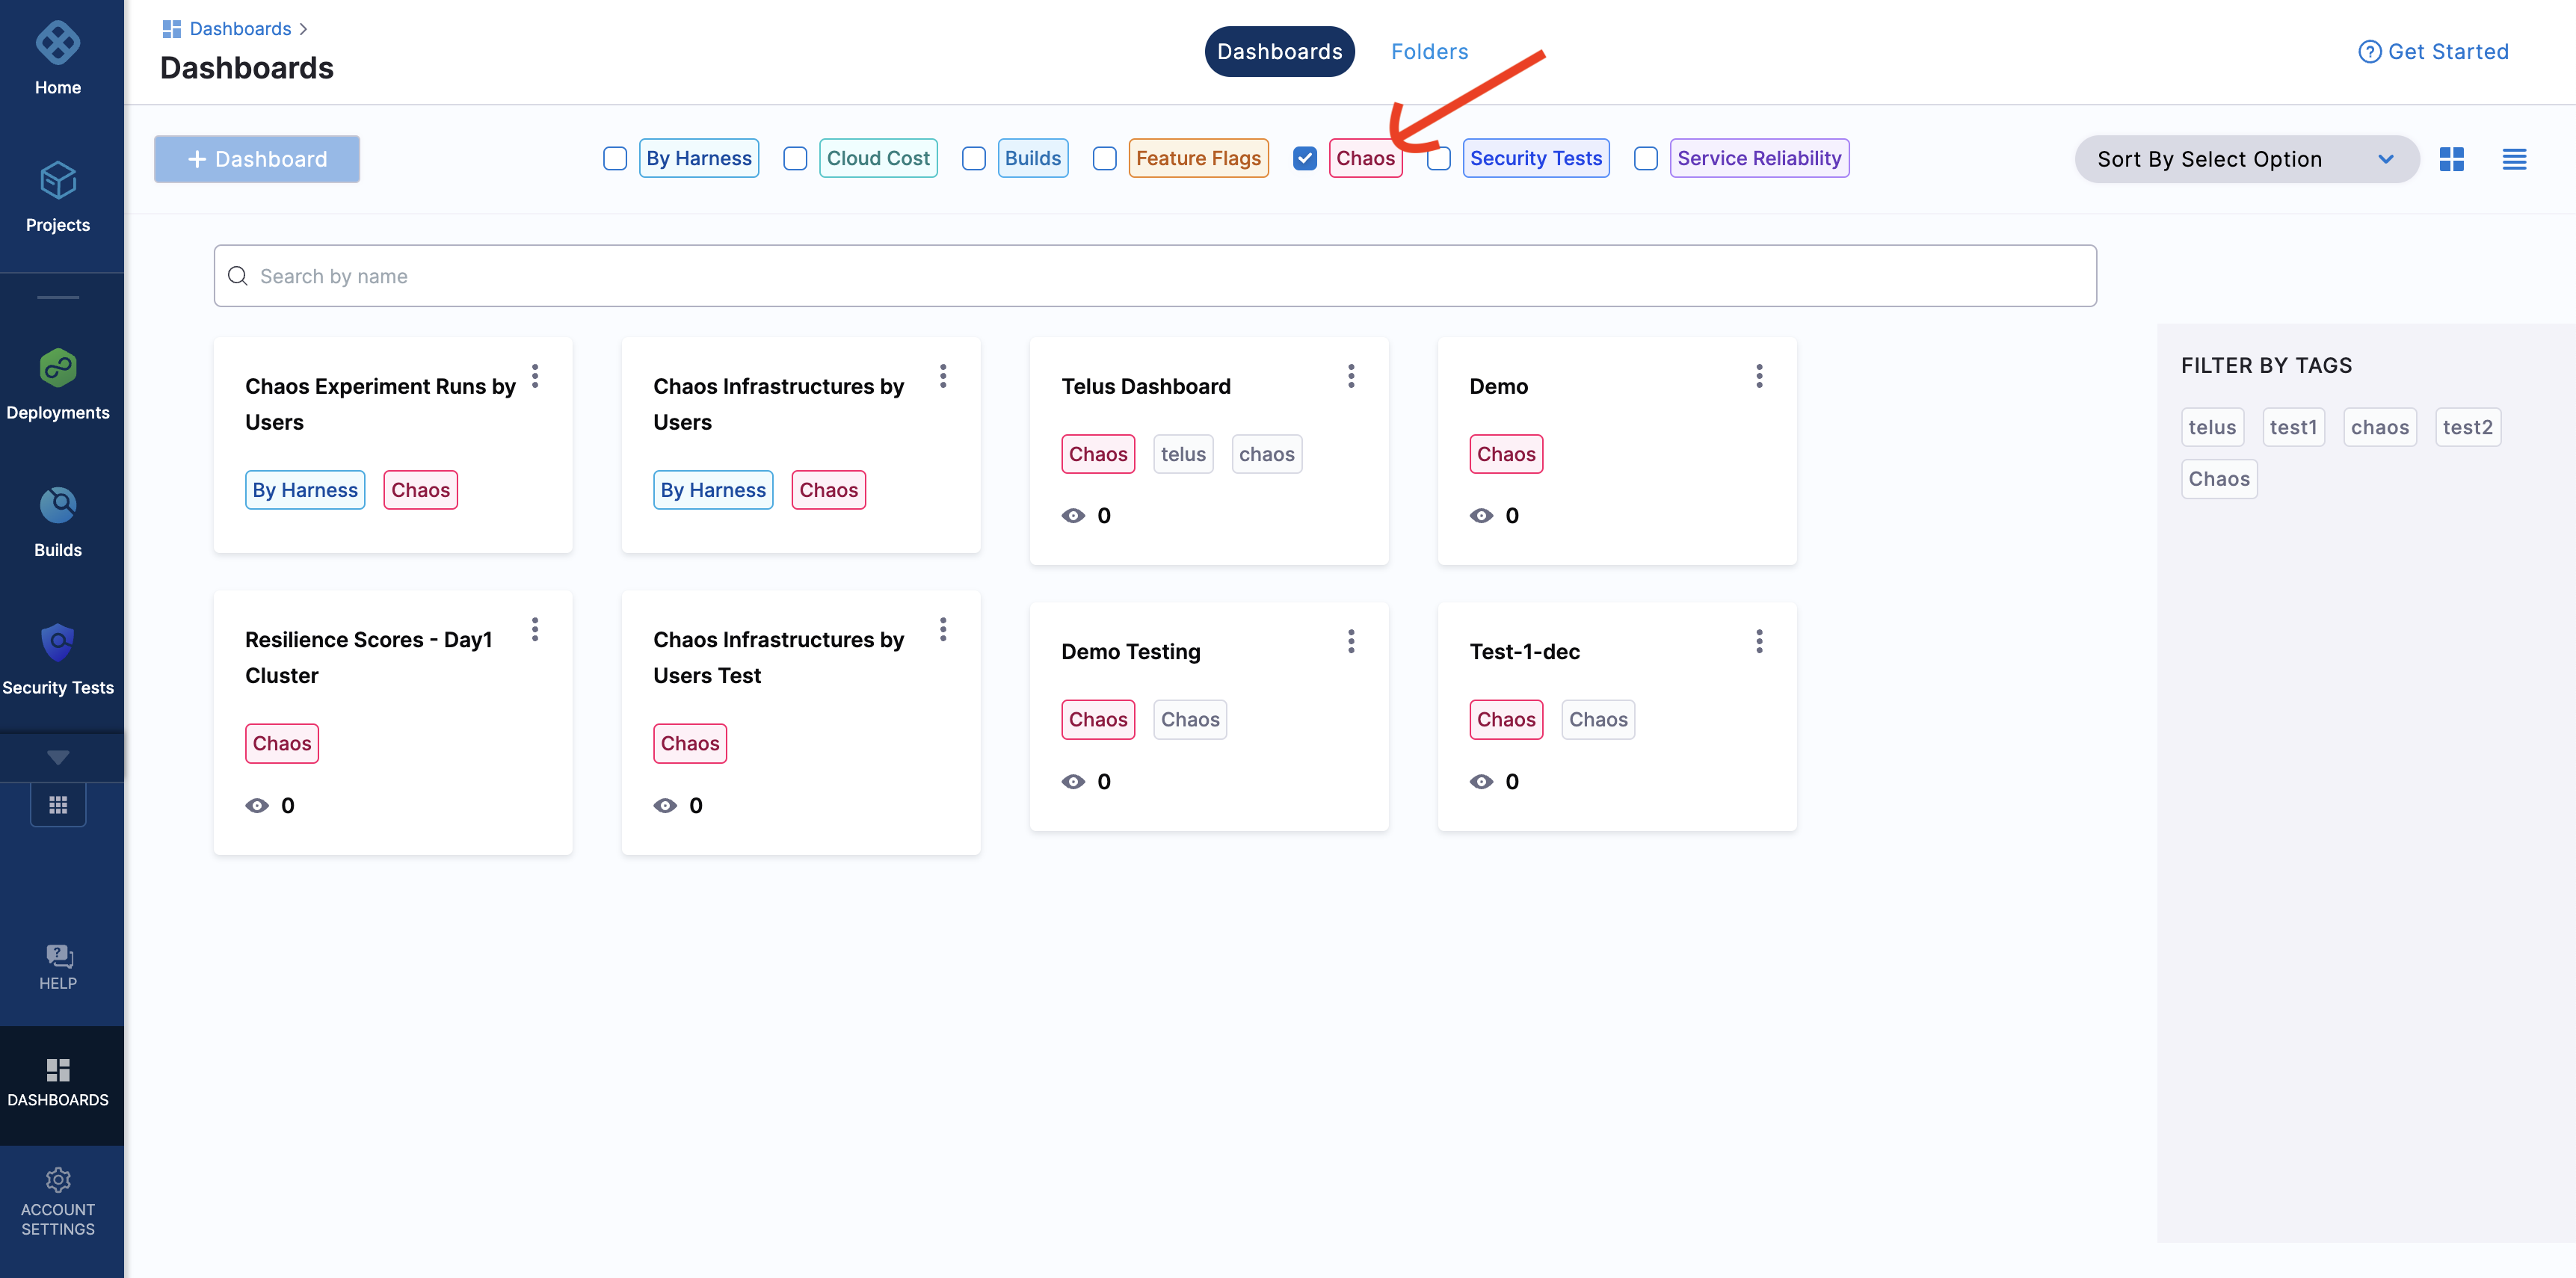 Home
Projects
Deployments
Builds
Security Tests
HELP
DASHBOARDS
ACCOUNT
SETTINGS
Dashboards >
Dashboards
Dashboards
Folders
? Get Started
+ Dashboard
By Harness
Cloud Cost
Builds
Feature Flags
Chaos
Security Tests
Service Reliability
Sort By Select Option
Search by name
Chaos Experiment Runs by
Users
By Harness
Chaos
Chaos Infrastructures by
Users
By Harness
Chaos
Telus Dashboard
Chaos
telus
chaos
0
Demo
Chaos
0
Resilience Scores - Day1
Cluster
Chaos
0
Chaos Infrastructures by
Users Test
Chaos
0
Demo Testing
Chaos
Chaos
0
Test-1-dec
Chaos
Chaos
0
FILTER BY TAGS
telus
test1
chaos
test2
Chaos